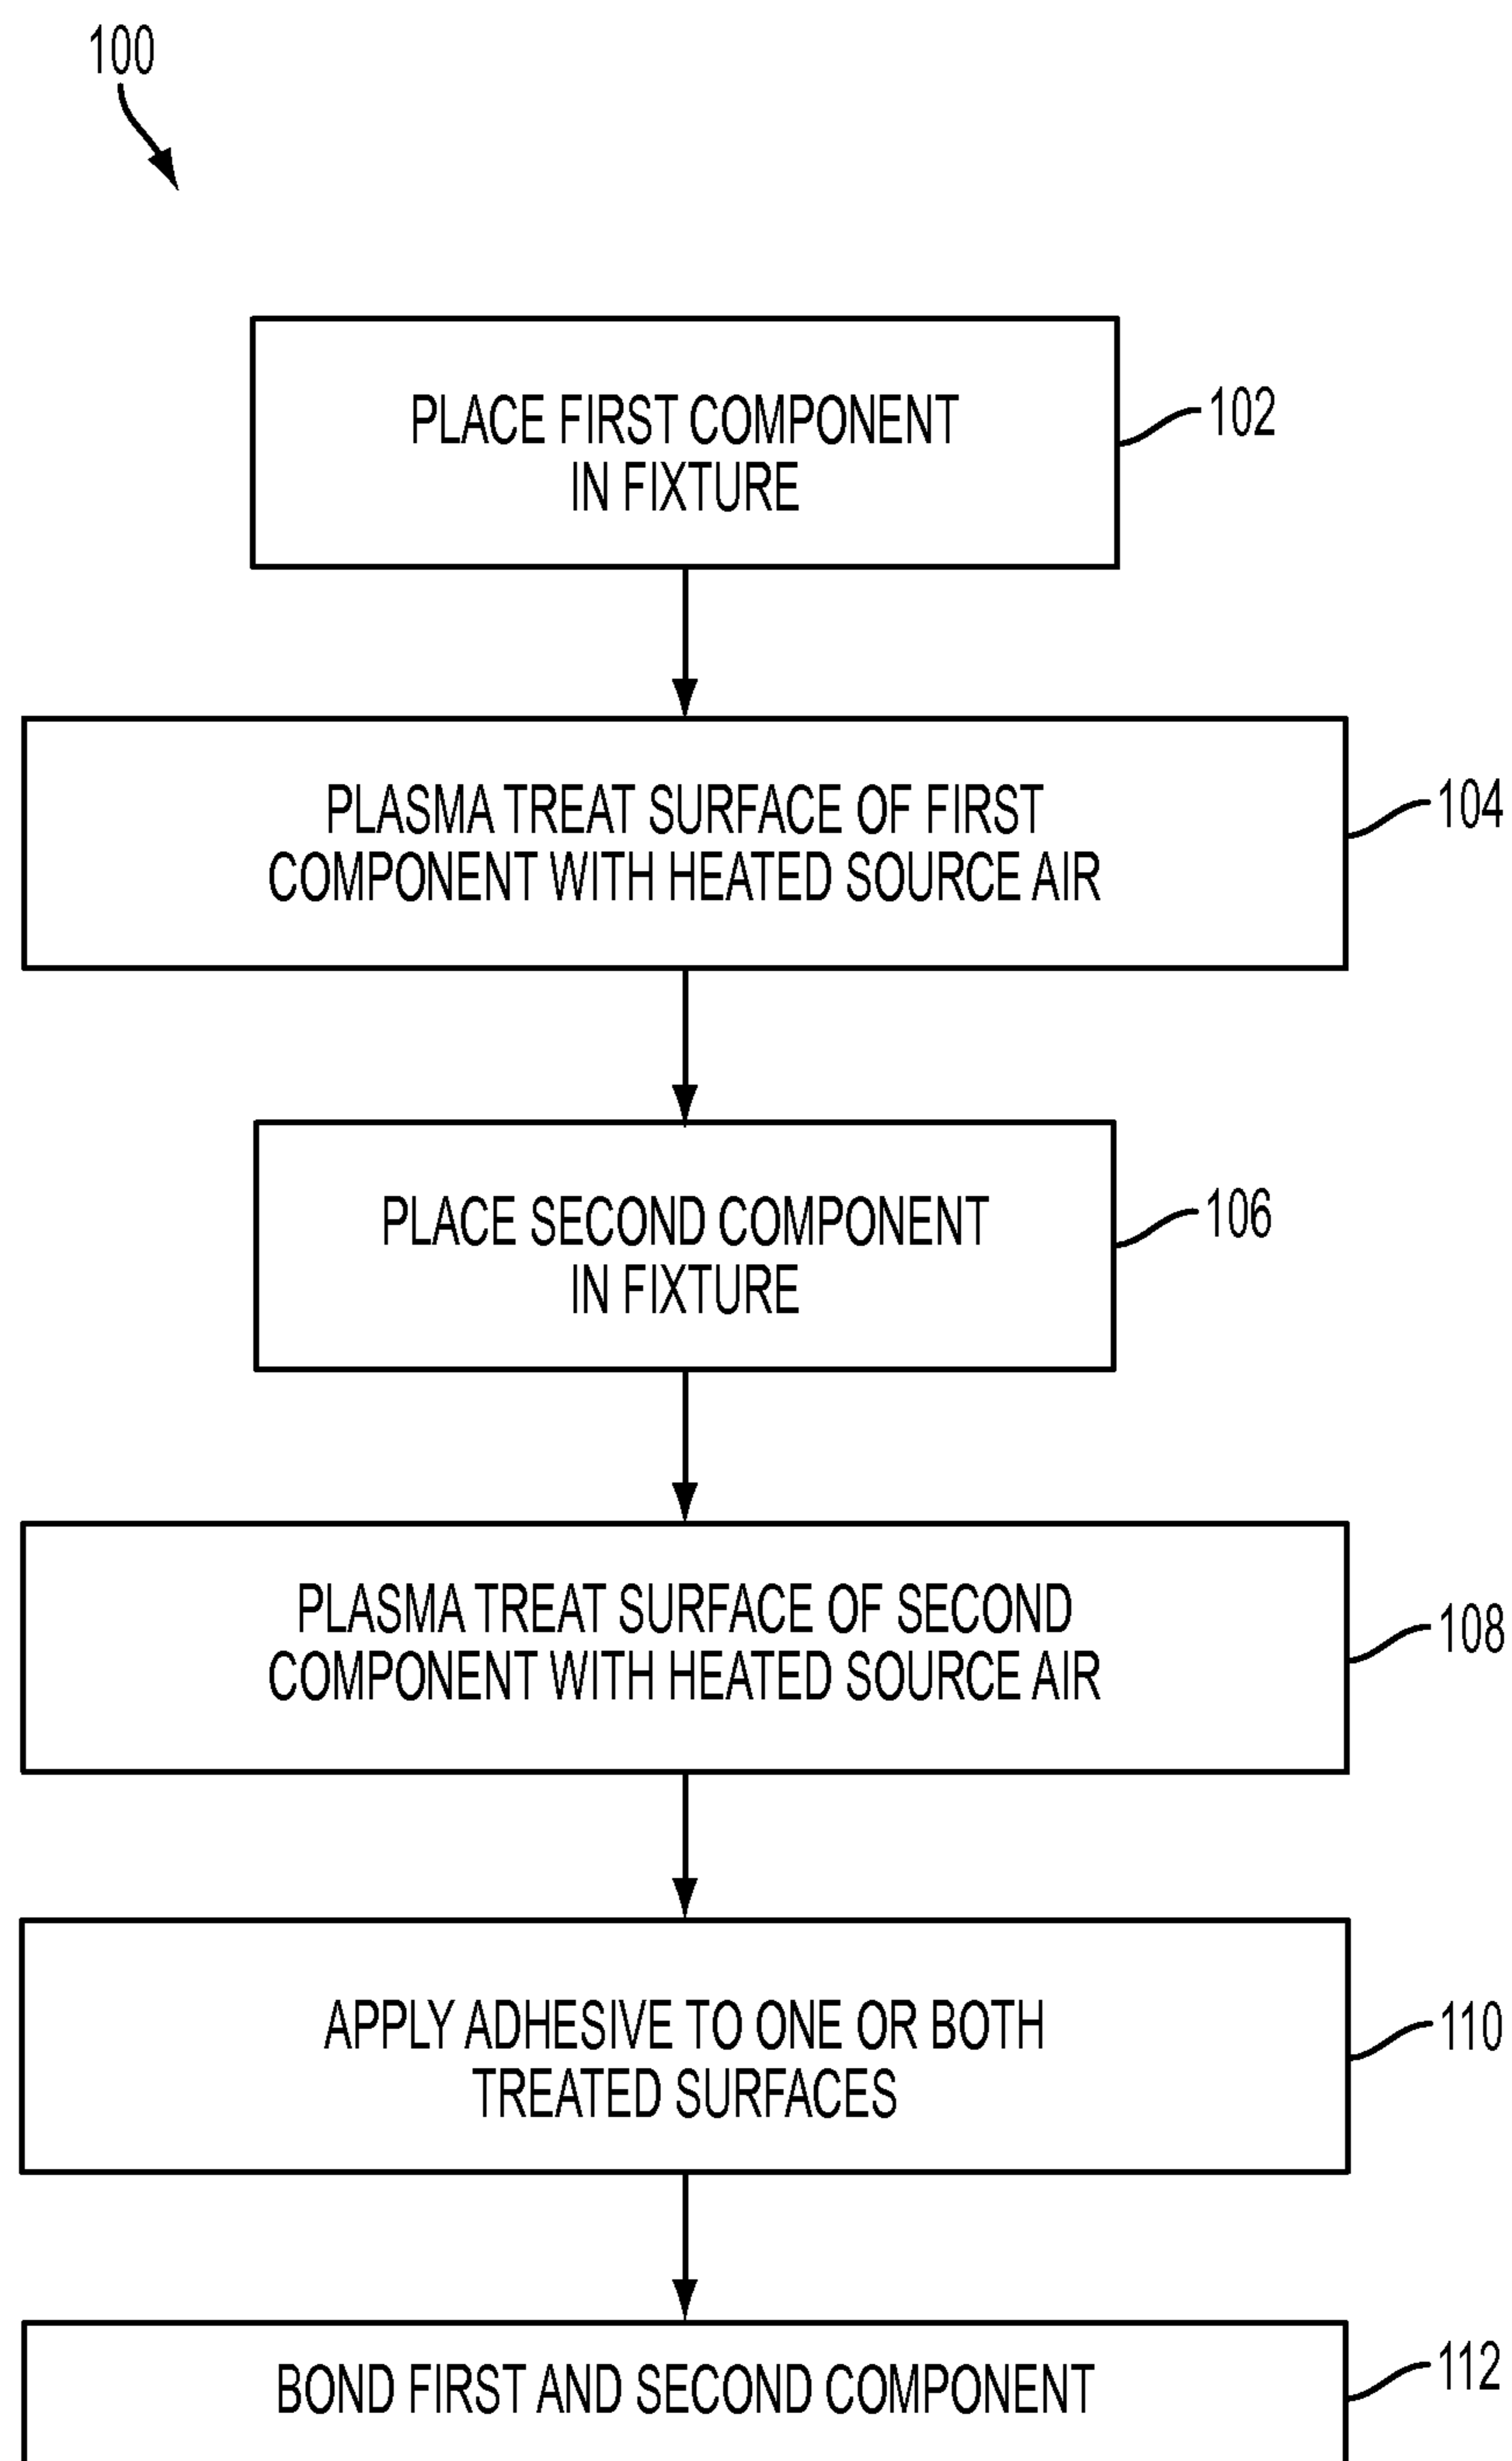 100
PLACE FIRST COMPONENT
IN FIXTURE
102
PLASMA TREAT SURFACE OF FIRST
COMPONENT WITH HEATED SOURCE AIR
104
PLACE SECOND COMPONENT
IN FIXTURE
106
PLASMA TREAT SURFACE OF SECOND
COMPONENT WITH HEATED SOURCE AIR
108
APPLY ADHESIVE TO ONE OR BOTH
TREATED SURFACES
110
BOND FIRST AND SECOND COMPONENT
112